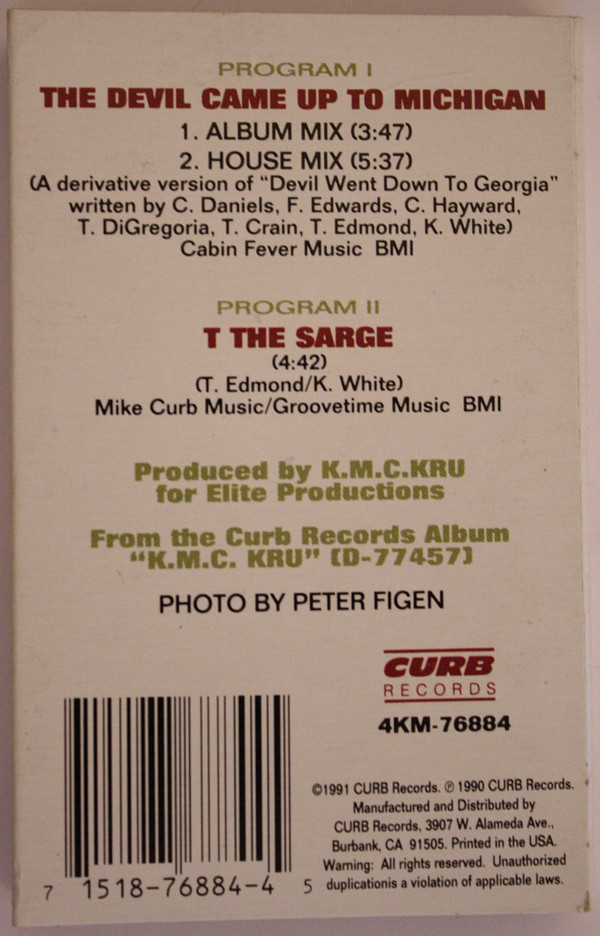 PROGRAM I
THE DEVIL CAME UP TO MICHIGAN
1. ALBUM MIX (3:47)
2. HOUSE MIX (5:37)
(A derivative version of "Devil Went Down To Georgia"
written by C. Daniels, F. Edwards, C. Hayward,
T. DiGregoria, T. Crain, T. Edmond, K. White)
Cabin Fever Music BMI
PROGRAM II
T THE SARGE
(4:42)
(T. Edmond/K. White)
Mike Curb Music/Groovetime Music BMI
Produced by K.M.C.KRU
for Elite Productions
From the Curb Records Album
"K.M.C. KRU" (D-77457)
PHOTO BY PETER FIGEN
CURB
RECORDS
4KM-76884
©1991 CURB Records. ℗ 1990 CURB Records.
Manufactured and Distributed by
CURB Records, 3907 W. Alameda Ave.,
Burbank, CA 91505. Printed in the USA.
Warning: All rights reserved. Unauthorized
duplicationis a violation of applicable laws.
7 1518-76884-4 5